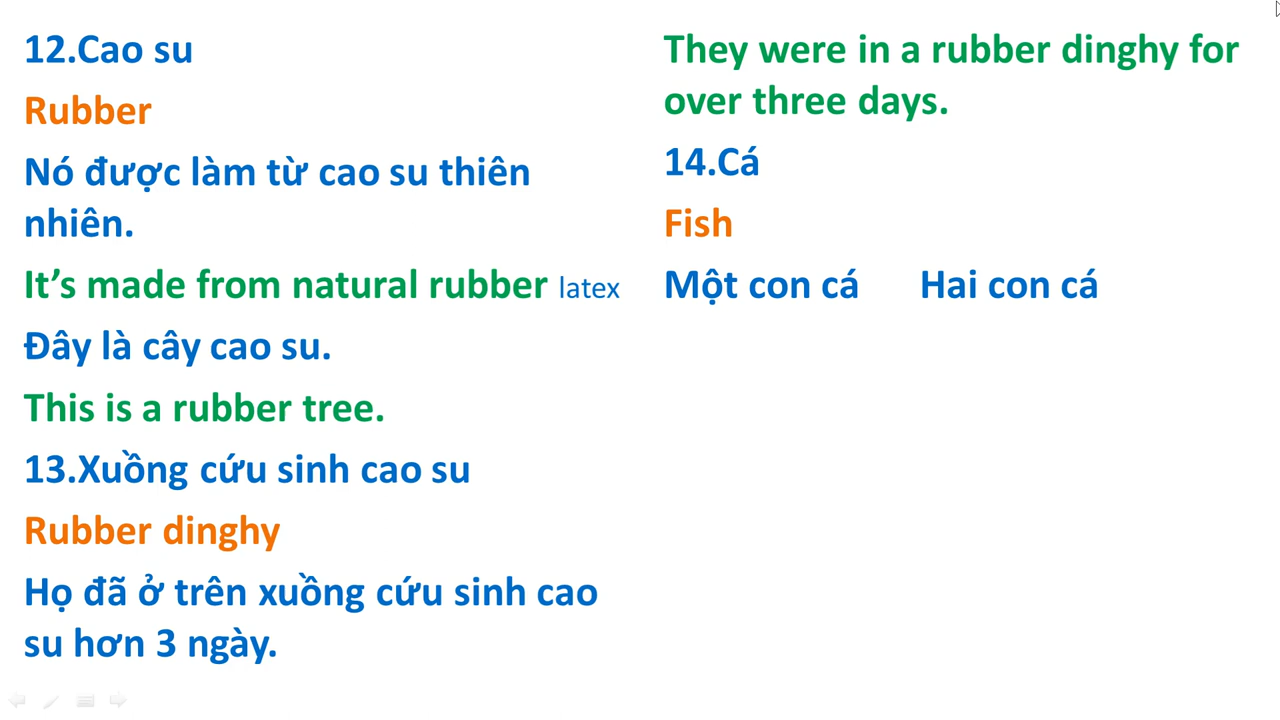 12.Cao su
Rubber
Nó được làm từ cao su thiên
nhiên.
It’s made from natural rubber latex
Đây là cây cao su.
This is a rubber tree.
13.Xuồng cứu sinh cao su
Rubber dinghy
Họ đã ở trên xuồng cứu sinh cao
su hơn 3 ngày.
They were in a rubber dinghy for
over three days.
14.Cá
Fish
Một con cá Hai con cá